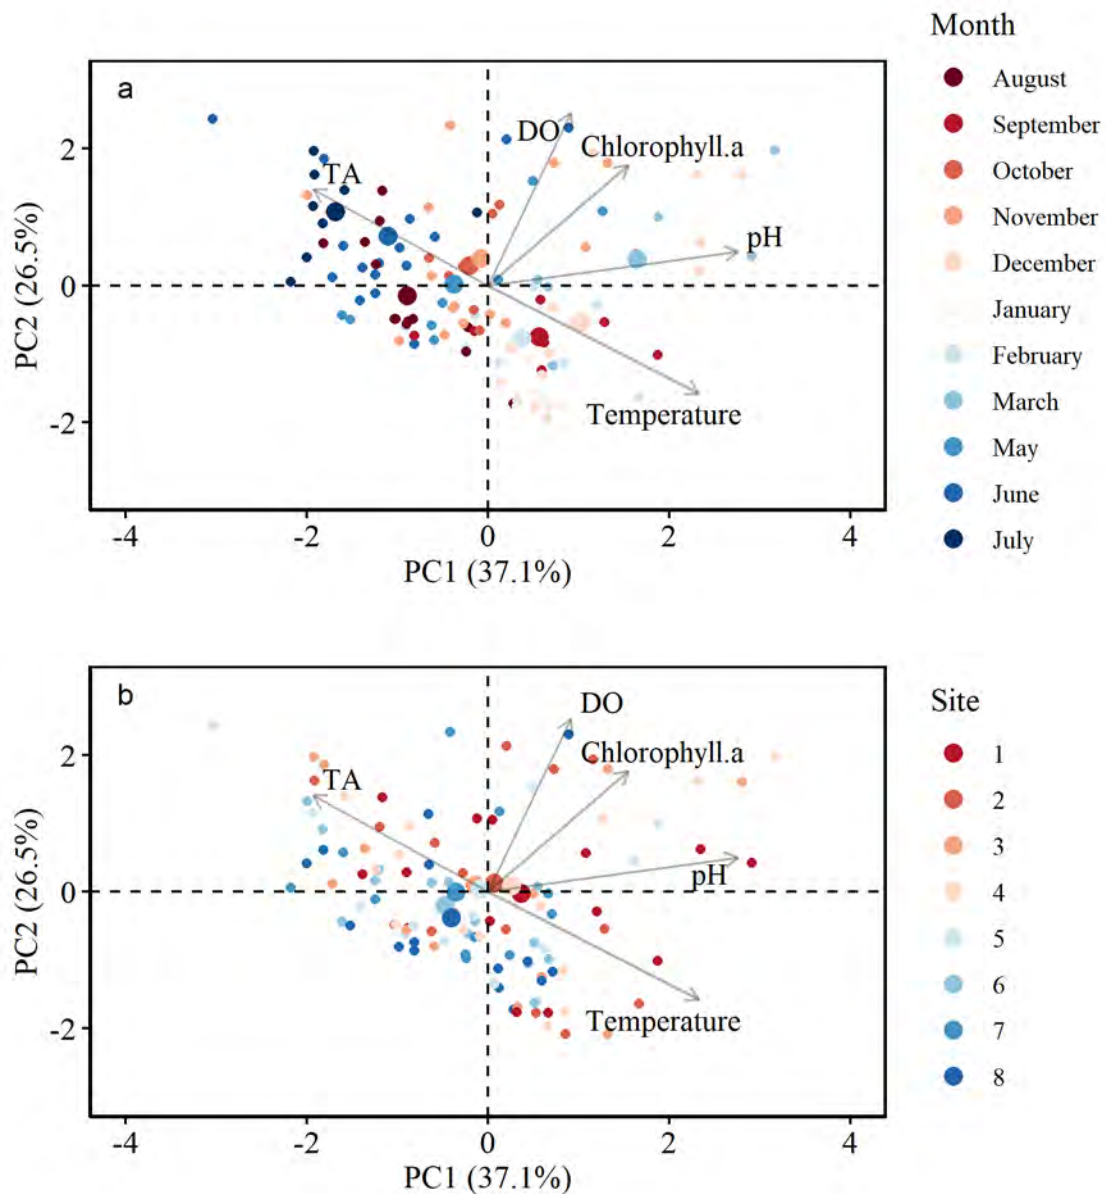 Month
a
DO
Chlorophyll.a
TA
pH
Temperature
2
0
-2
PC2 (26.5%)
-4
-2
0
2
4
PC1 (37.1%)
August
September
October
November
December
January
February
March
May
June
July
b
DO
Chlorophyll.a
TA
pH
Temperature
2
0
-2
PC2 (26.5%)
-4
-2
0
2
4
PC1 (37.1%)
Site
1
2
3
4
5
6
7
8